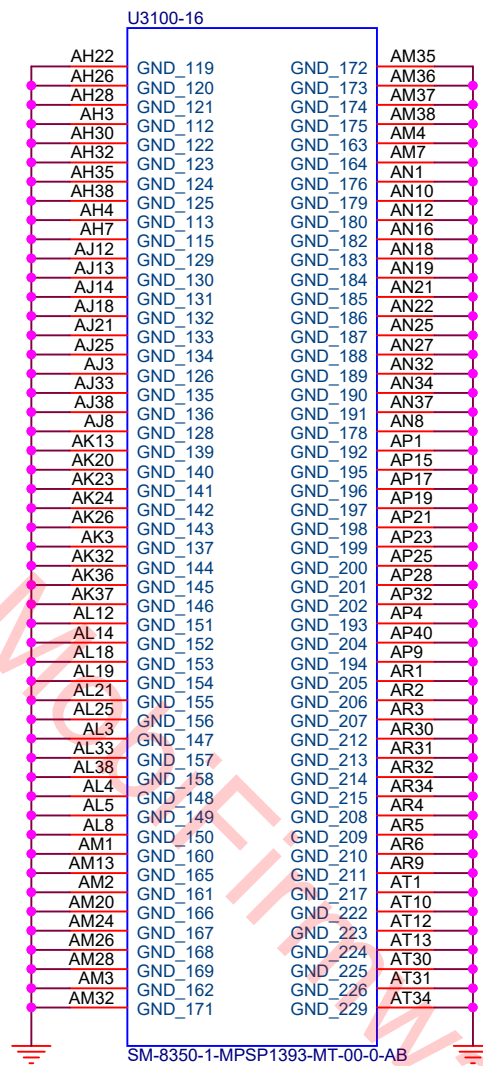 U3100-16
AH22 GND_119 GND_172 AM35
AH26 GND_120 GND_173 AM36
AH28 GND_121 GND_174 AM37
AH3 GND_112 GND_175 AM38
AH30 GND_122 GND_163 AM4
AH32 GND_123 GND_164 AM7
AH35 GND_124 GND_176 AN1
AH38 GND_125 GND_179 AN10
AH4 GND_113 GND_180 AN12
AH7 GND_115 GND_182 AN16
AJ12 GND_129 GND_183 AN18
AJ13 GND_130 GND_184 AN19
AJ14 GND_131 GND_185 AN21
AJ18 GND_132 GND_186 AN22
AJ21 GND_133 GND_187 AN25
AJ25 GND_134 GND_188 AN27
AJ3 GND_126 GND_189 AN32
AJ33 GND_135 GND_190 AN34
AJ38 GND_136 GND_191 AN37
AJ8 GND_128 GND_178 AN8
AK13 GND_139 GND_192 AP1
AK20 GND_140 GND_195 AP15
AK23 GND_141 GND_196 AP17
AK24 GND_142 GND_197 AP19
AK26 GND_143 GND_198 AP21
AK3 GND_137 GND_199 AP23
AK32 GND_144 GND_200 AP25
AK36 GND_145 GND_201 AP28
AK37 GND_146 GND_202 AP32
AL12 GND_151 GND_193 AP4
AL14 GND_152 GND_204 AP40
AL18 GND_153 GND_194 AP9
AL19 GND_154 GND_205 AR1
AL21 GND_155 GND_206 AR2
AL25 GND_156 GND_207 AR3
AL3 GND_147 GND_212 AR30
AL33 GND_157 GND_213 AR31
AL38 GND_158 GND_214 AR32
AL4 GND_148 GND_215 AR34
AL5 GND_149 GND_208 AR4
AL8 GND_150 GND_209 AR5
AM1 GND_160 GND_210 AR6
AM13 GND_165 GND_211 AR9
AM2 GND_161 GND_217 AT1
AM20 GND_166 GND_222 AT10
AM24 GND_167 GND_223 AT12
AM26 GND_168 GND_224 AT13
AM28 GND_169 GND_225 AT30
AM3 GND_162 GND_226 AT31
AM32 GND_171 GND_229 AT34
SM-8350-1-MPSP1393-MT-00-0-AB
MobiFirmw